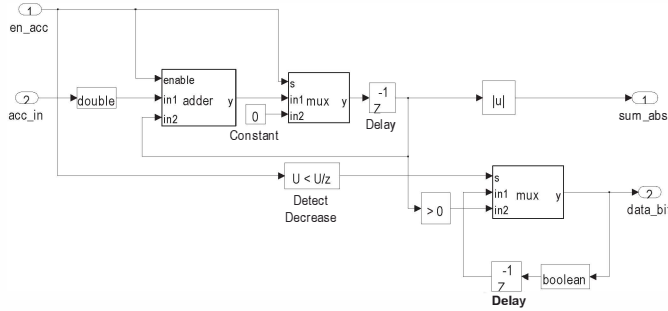 1
en_acc
2
acc_in
double
enable
in1 adder y
in2
s
in1 mux y
in2
0
Constant
-1
Z
Delay
|u|
1
sum_abs
U < U/z
Detect
Decrease
> 0
s
in1 mux y
in2
2
data_bi
-1
Z
Delay
boolean